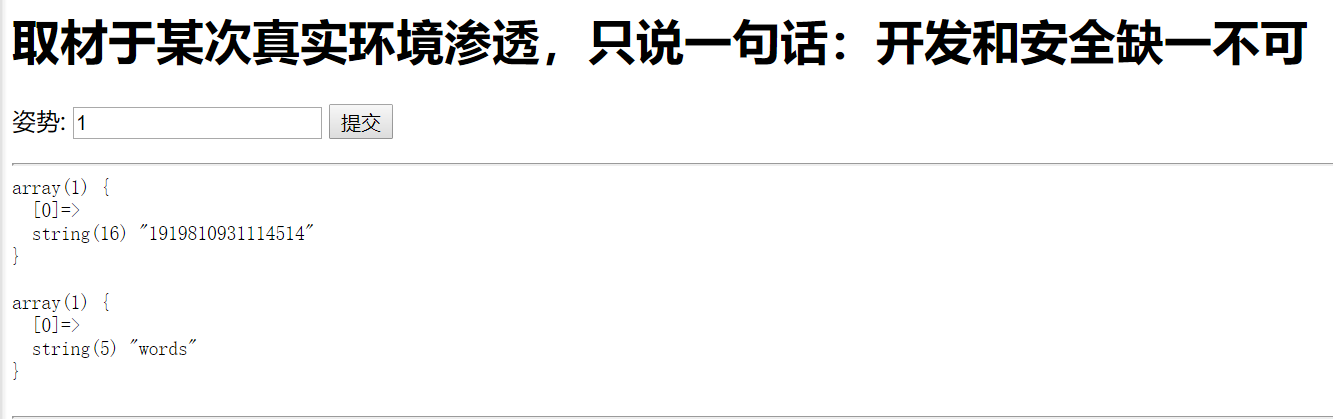 取材于某次真实环境渗透，只说一句话：开发和安全缺一不可
姿势: 1 提交
array(1) {
[0]=>
string(16) "1919810931114514"
}
array(1) {
[0]=>
string(5) "words"
}